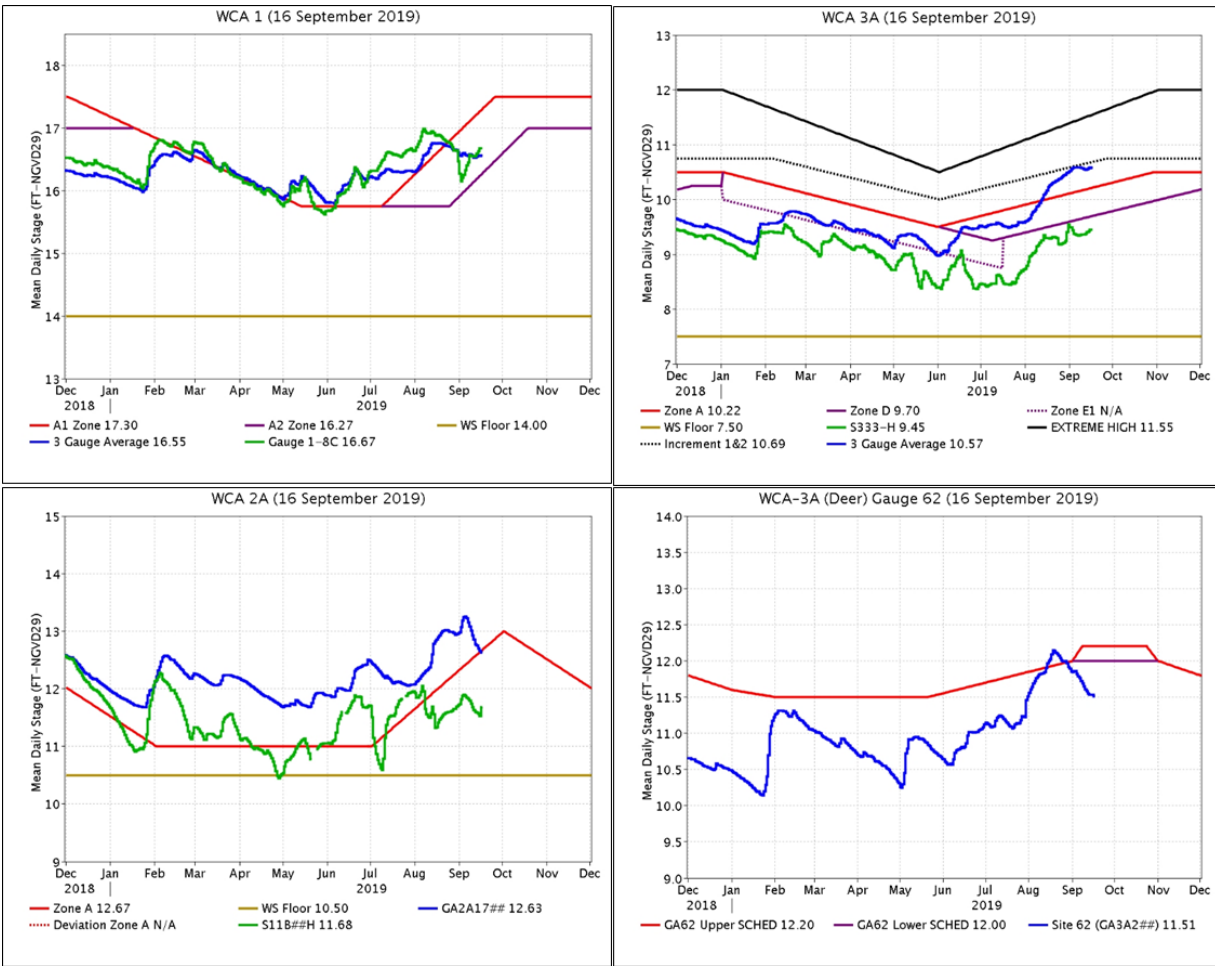 WCA 1 (16 September 2019)
Mean Daily Stage (FT-NGVD29)
18
17
16
15
14
13
Dec Jan Feb Mar Apr May Jun Jul Aug Sep Oct Nov Dec
2018 | 2019
A1 Zone 17.30 A2 Zone 16.27 WS Floor 14.00
3 Gauge Average 16.55 Gauge 1-8C 16.67
WCA 3A (16 September 2019)
Mean Daily Stage (FT-NGVD29)
13
12
11
10
9
8
7
Dec Jan Feb Mar Apr May Jun Jul Aug Sep Oct Nov Dec
2018 | 2019
Zone A 10.22 Zone D 9.70 Zone E1 N/A
WS Floor 7.50 S333-H 9.45 EXTREME HIGH 11.55
Increment 1&2 10.69 3 Gauge Average 10.57
WCA 2A (16 September 2019)
Mean Daily Stage (FT-NGVD29)
15
14
13
12
11
10
9
Dec Jan Feb Mar Apr May Jun Jul Aug Sep Oct Nov Dec
2018 | 2019
Zone A 12.67 WS Floor 10.50 GA2A17## 12.63
Deviation Zone A N/A S11B##H 11.68
WCA-3A (Deer) Gauge 62 (16 September 2019)
Mean Daily Stage (FT-NGVD29)
14.0
13.5
13.0
12.5
12.0
11.5
11.0
10.5
10.0
9.5
9.0
Dec Jan Feb Mar Apr May Jun Jul Aug Sep Oct Nov Dec
2018 | 2019
GA62 Upper SCHED 12.20 GA62 Lower SCHED 12.00 Site 62 (GA3A2##) 11.51